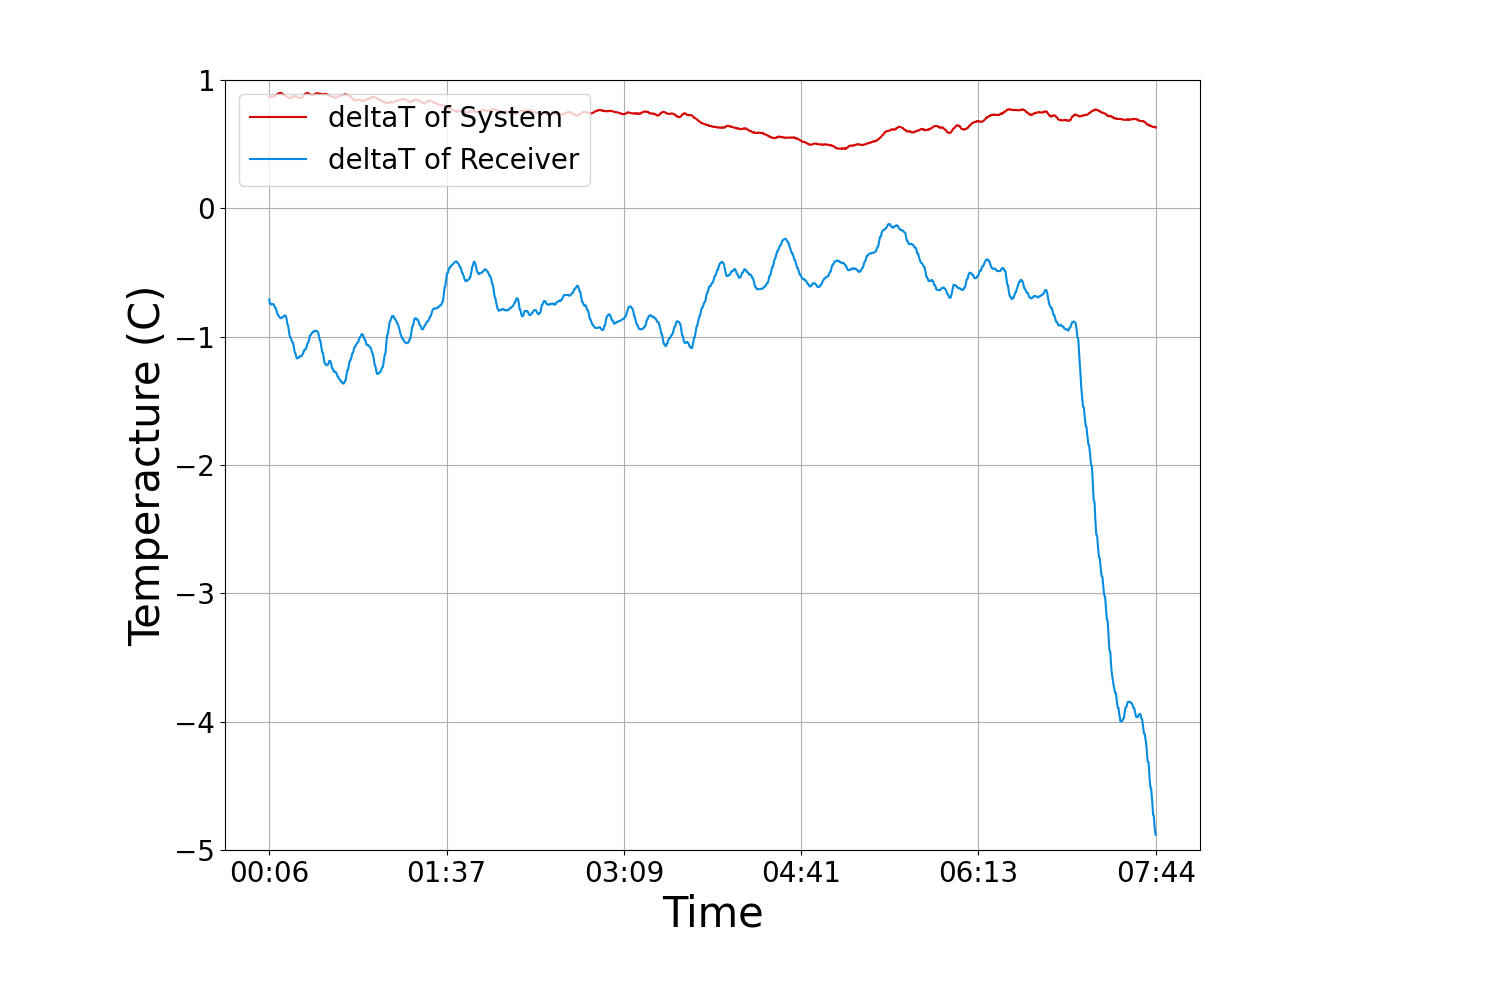 1
0
−1
−2
−3
−4
−5
Temperacture (C)
deltaT of System
deltaT of Receiver
00:06 01:37 03:09 04:41 06:13 07:44
Time